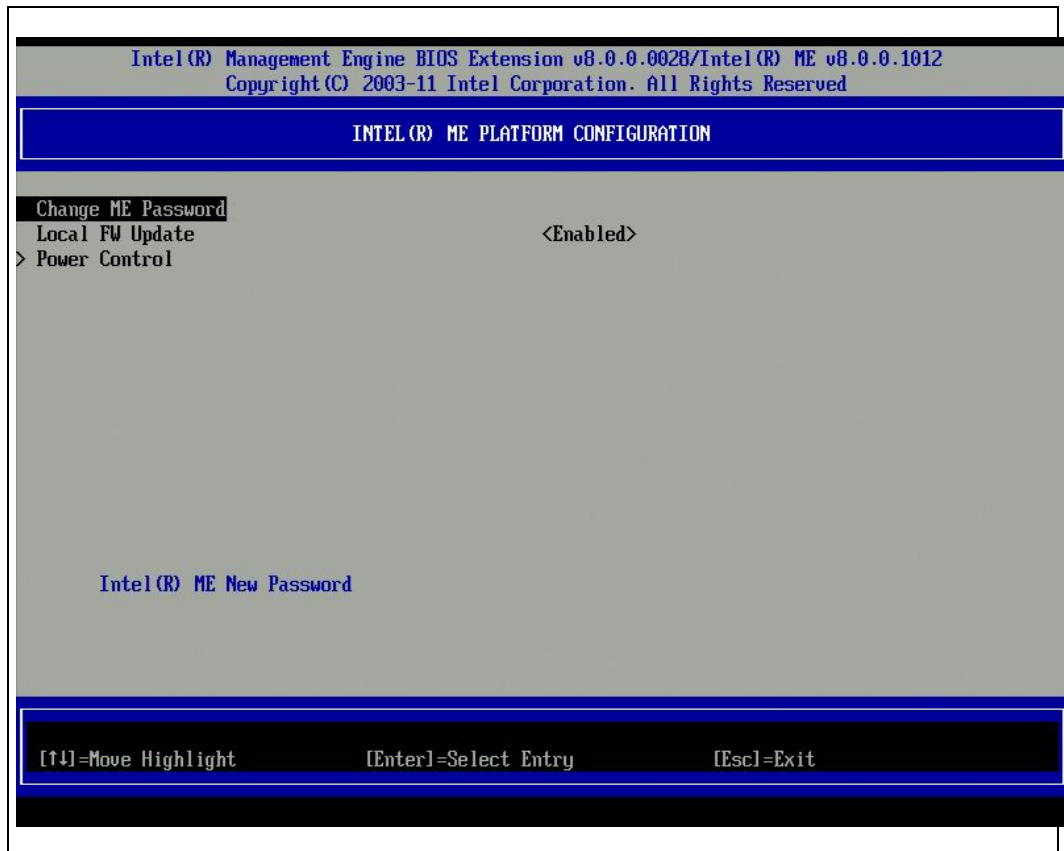 Intel(R) Management Engine BIOS Extension v8.0.0.0028/Intel(R) ME v8.0.0.1012
Copyright(C) 2003-11 Intel Corporation. All Rights Reserved
INTEL(R) ME PLATFORM CONFIGURATION
Change ME Password
Local FW Update <Enabled>
> Power Control
Intel(R) ME New Password
[↑↓]=Move Highlight [Enter]=Select Entry [Esc]=Exit